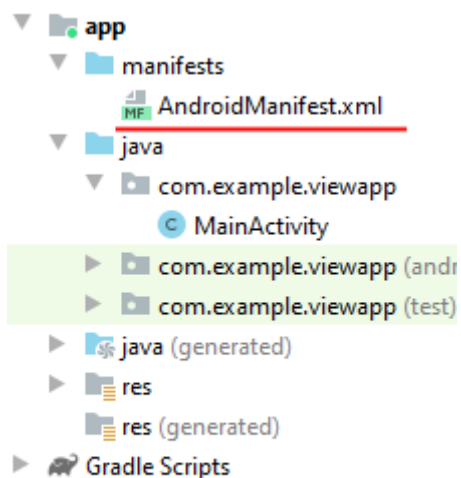 app
manifests
MF AndroidManifest.xml
java
com.example.viewapp
C MainActivity
com.example.viewapp
com.example.viewapp (test)
java (generated)
res
res (generated)
Gradle Scripts